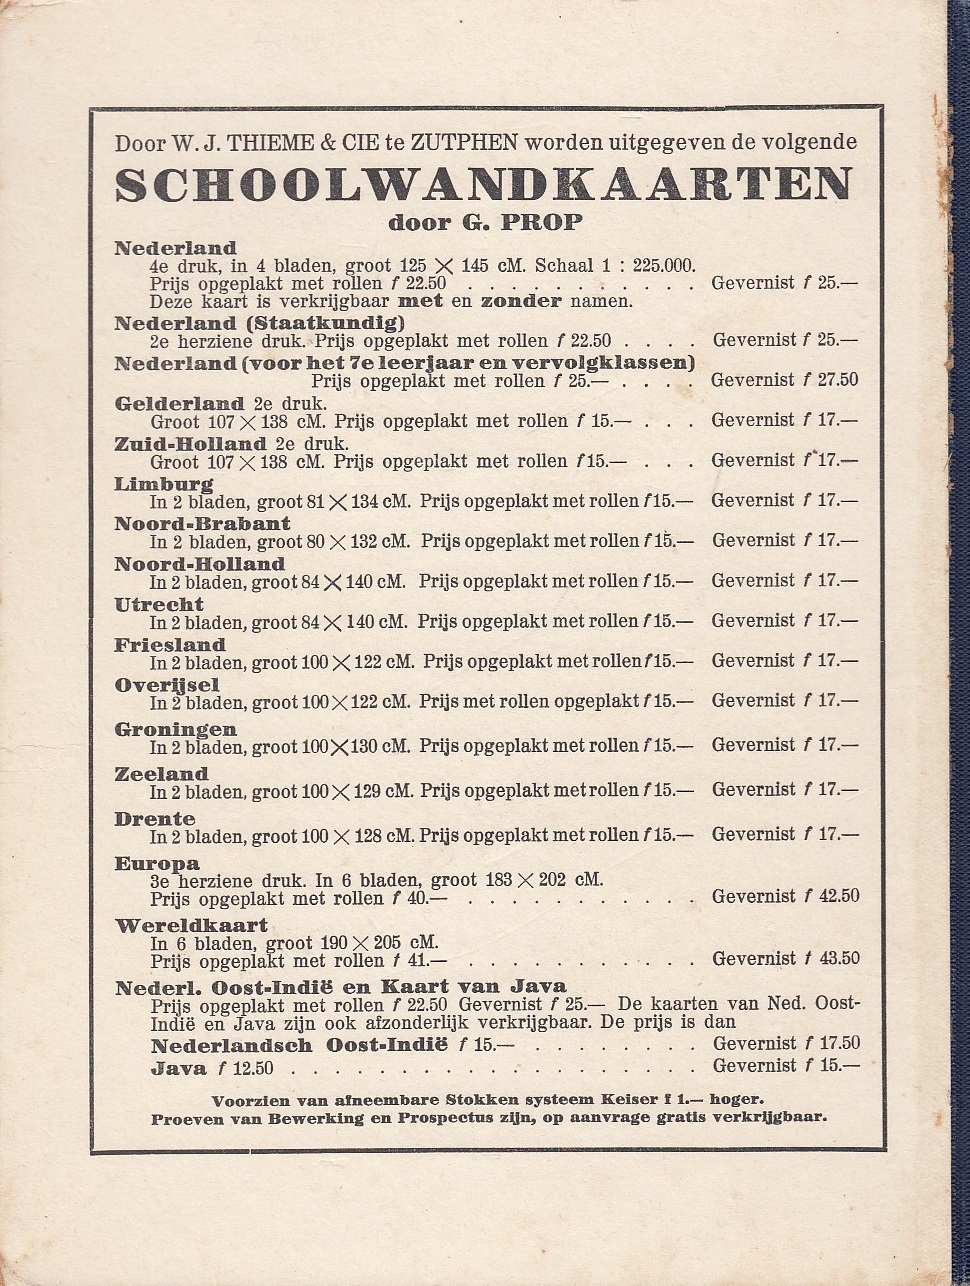 Door W. J. THIEME & CIE te ZUTPHEN worden uitgegeven de volgende
SCHOOLWANDKAARTEN
door G. PROP
Nederland
4e druk, in 4 bladen, groot 125 X 145 cM. Schaal 1 : 225.000.
Prijs opgeplakt met rollen f 22.50 . . . . . . . . . . . Gevernist f 25.—
Deze kaart is verkrijgbaar met en zonder namen.
Nederland (Staatkundig)
2e herziene druk. Prijs opgeplakt met rollen f 22.50 . . . . Gevernist f 25.—
Nederland (voor het 7e leerjaar en vervolgklassen)
Prijs opgeplakt met rollen f 25.— . . . . Gevernist f 27.50
Gelderland 2e druk.
Groot 107 X 138 cM. Prijs opgeplakt met rollen f 15.— . . . Gevernist f 17.—
Zuid-Holland 2e druk.
Groot 107 X 138 cM. Prijs opgeplakt met rollen f 15.— . . . Gevernist f 17.—
Limburg
In 2 bladen, groot 81 X 134 cM. Prijs opgeplakt met rollen f 15.— Gevernist f 17.—
Noord-Brabant
In 2 bladen, groot 80 X 132 cM. Prijs opgeplakt met rollen f 15.— Gevernist f 17.—
Noord-Holland
In 2 bladen, groot 84 X 140 cM. Prijs opgeplakt met rollen f 15.— Gevernist f 17.—
Utrecht
In 2 bladen, groot 84 X 140 cM. Prijs opgeplakt met rollen f 15.— Gevernist f 17.—
Friesland
In 2 bladen, groot 100 X 122 cM. Prijs opgeplakt met rollen f 15.— Gevernist f 17.—
Overijsel
In 2 bladen, groot 100 X 122 cM. Prijs met rollen opgeplakt f 15.— Gevernist f 17.—
Groningen
In 2 bladen, groot 100 X 130 cM. Prijs opgeplakt met rollen f 15.— Gevernist f 17.—
Zeeland
In 2 bladen, groot 100 X 129 cM. Prijs opgeplakt met rollen f 15.— Gevernist f 17.—
Drente
In 2 bladen, groot 100 X 128 cM. Prijs opgeplakt met rollen f 15.— Gevernist f 17.—
Europa
3e herziene druk. In 6 bladen, groot 183 X 202 cM.
Prijs opgeplakt met rollen f 40.— . . . . . . . . . . . Gevernist f 42.50
Wereldkaart
In 6 bladen, groot 190 X 205 cM.
Prijs opgeplakt met rollen f 41.— . . . . . . . . . . . Gevernist f 43.50
Nederl. Oost-Indië en Kaart van Java
Prijs opgeplakt met rollen f 22.50 Gevernist f 25.— De kaarten van Ned. Oost-
Indië en Java zijn ook afzonderlijk verkrijgbaar. De prijs is dan
Nederlandsch Oost-Indië f 15.— . . . . . . . . Gevernist f 17.50
Java f 12.50 . . . . . . . . . . . . . . . . . . . Gevernist f 15.—
Voorzien van afneembare Stokken systeem Keiser f 1.— hoger.
Proeven van Bewerking en Prospectus zijn, op aanvrage gratis verkrijgbaar.